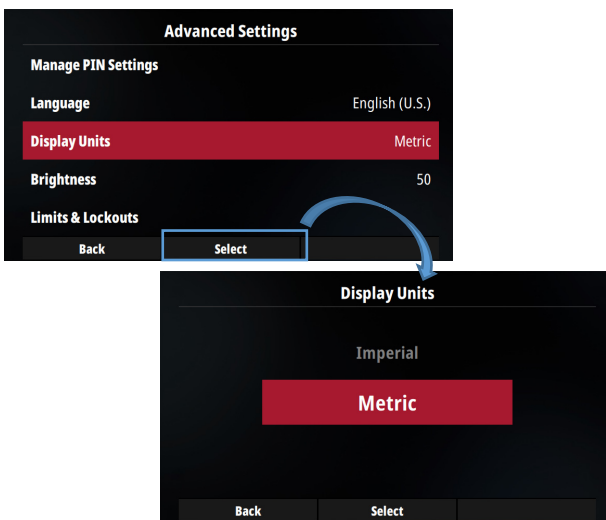 Advanced Settings
Manage PIN Settings
Language English (U.S.)
Display Units Metric
Brightness 50
Limits & Lockouts
Back Select
Display Units
Imperial
Metric
Back Select